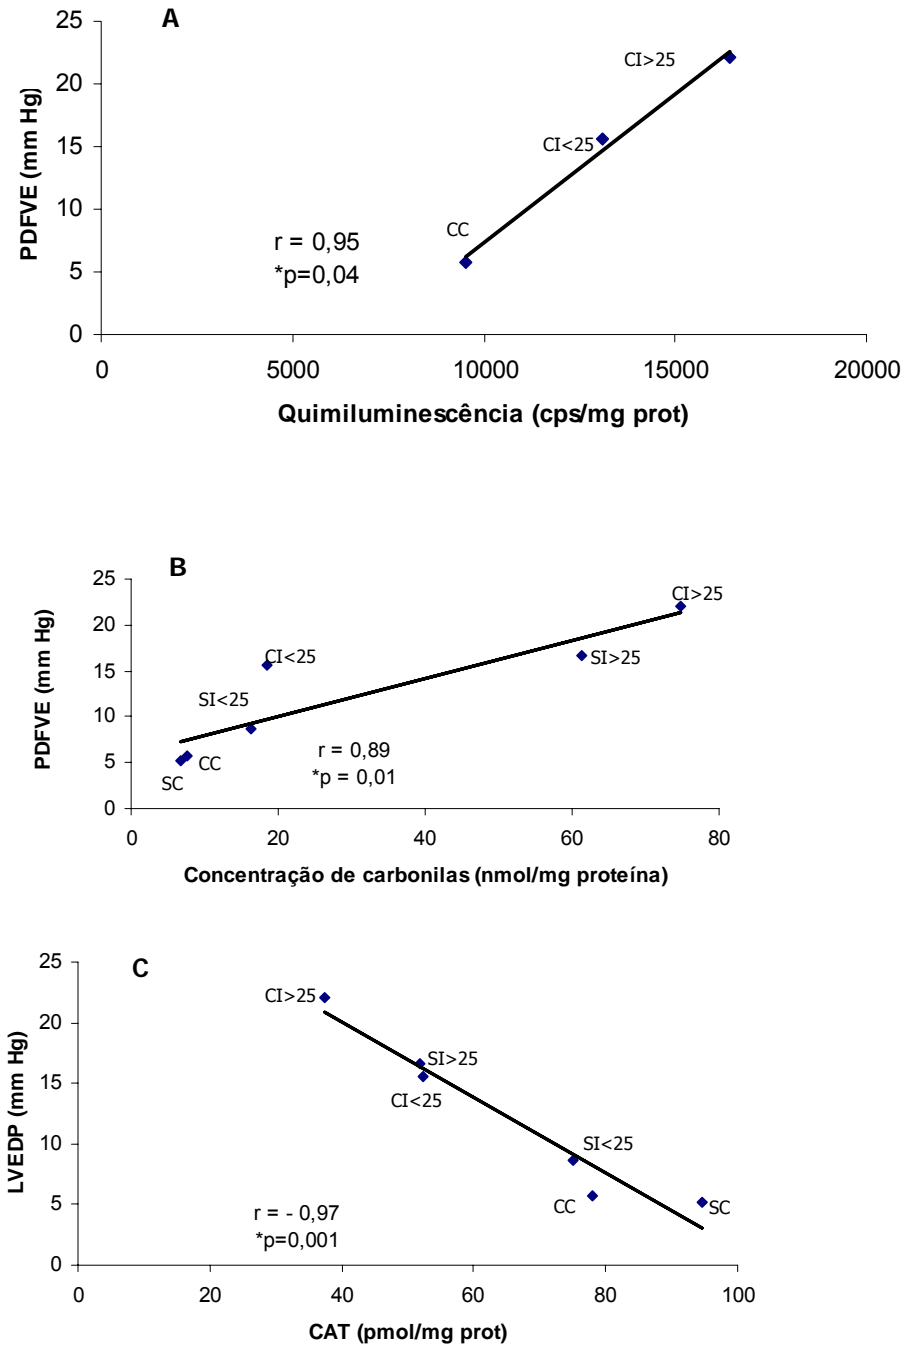 A
25
20
15
10
5
0
PDFVE (mm Hg)
CI>25
CI<25
CC
r = 0,95
*p=0,04
0 5000 10000 15000 20000
Quimiluminescência (cps/mg prot)
B
25
20
15
10
5
0
PDFVE (mm Hg)
CI>25
CI<25
SI>25
SI<25
CC
SC
r = 0,89
*p = 0,01
0 20 40 60 80
Concentração de carbonilas (nmol/mg proteína)
C
25
20
15
10
5
0
LVEDP (mm Hg)
CI>25
SI>25
CI<25
SI<25
CC
SC
r = - 0,97
*p=0,001
0 20 40 60 80 100
CAT (pmol/mg prot)